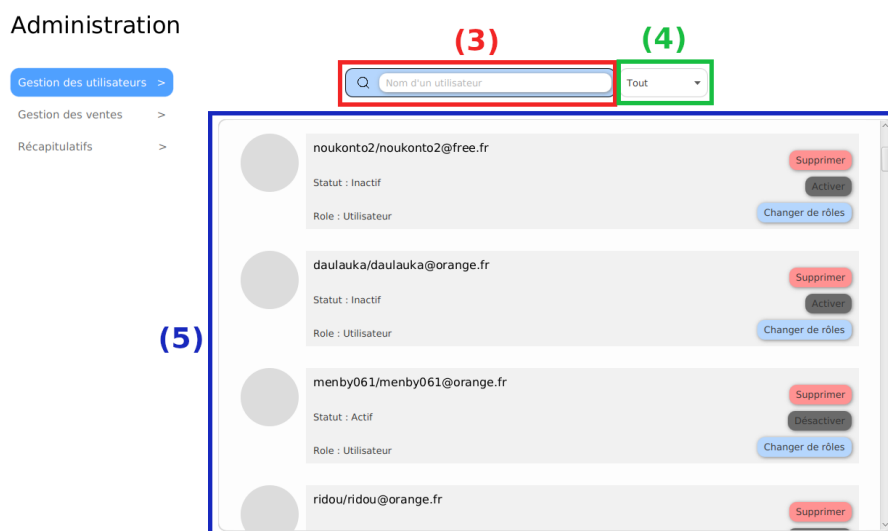 Administration
(3)
(4)
Gestion des utilisateurs >
Nom d'un utilisateur
Tout
Gestion des ventes >
Récapitulatifs >
(5)
noukonto2/noukonto2@free.fr
Supprimer
Statut : Inactif
Activer
Role : Utilisateur
Changer de rôles
daulauka/daulauka@orange.fr
Supprimer
Statut : Inactif
Activer
Role : Utilisateur
Changer de rôles
menby061/menby061@orange.fr
Supprimer
Statut : Actif
Désactiver
Role : Utilisateur
Changer de rôles
ridou/ridou@orange.fr
Supprimer